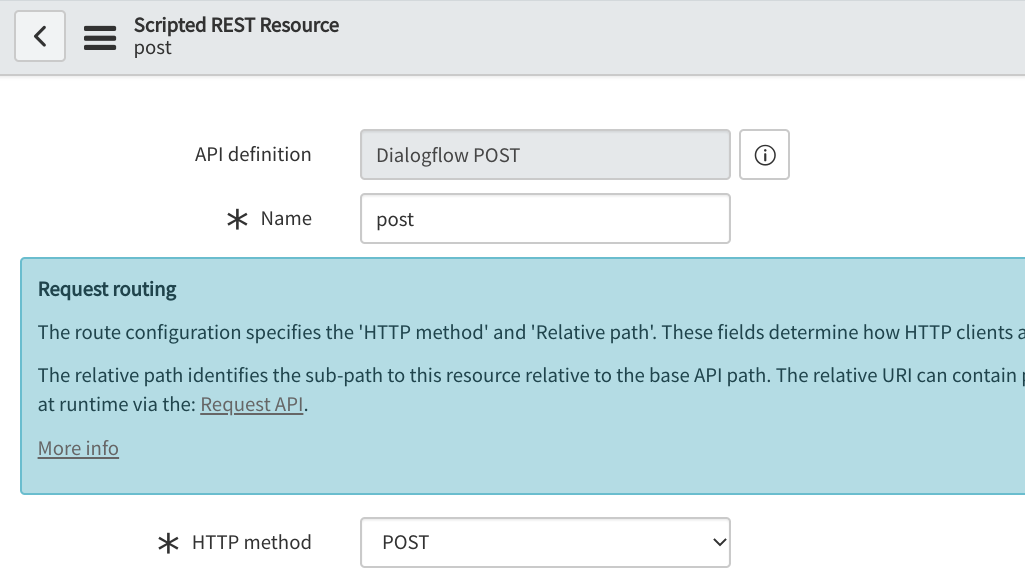 Scripted REST Resource
post
API definition
Dialogflow POST
Name
post
Request routing
The route configuration specifies the 'HTTP method' and 'Relative path'. These fields determine how HTTP clients
The relative path identifies the sub-path to this resource relative to the base API path. The relative URI can contain
at runtime via the: Request API.
More info
HTTP method
POST